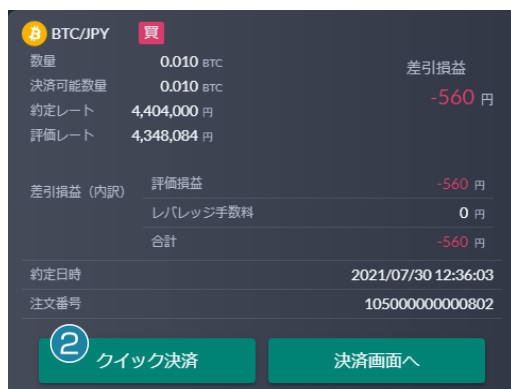 BTC/JPY 買
数量 0.010 BTC
決済可能数量 0.010 BTC
約定レート 4,404,000 円
評価レート 4,348,084 円
差引損益
-560 円
差引損益（内訳）
評価損益 -560 円
レバレッジ手数料 0 円
合計 -560 円
約定日時 2021/07/30 12:36:03
注文番号 105000000000802
② クイック決済 決済画面へ